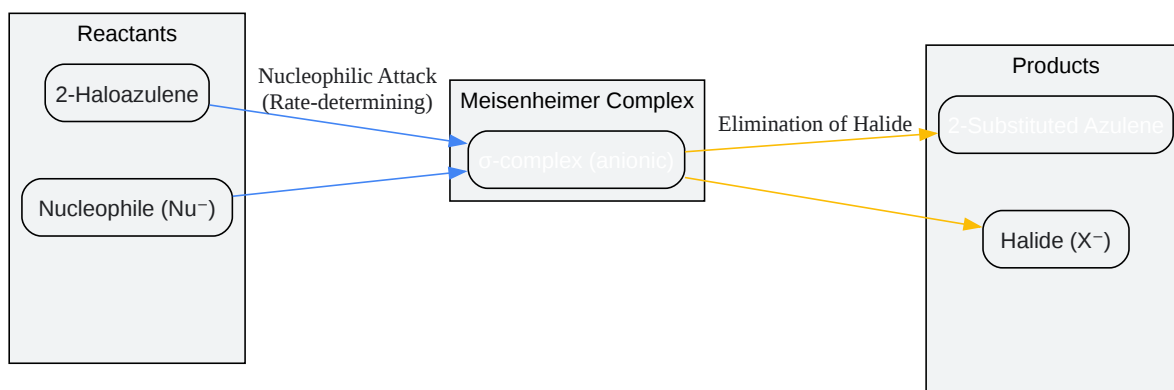 Reactants
2-Haloazulene
Nucleophile (Nu⁻)
Nucleophilic Attack
(Rate-determining)
Meisenheimer Complex
σ-complex (anionic)
Elimination of Halide
Products
2-Substituted Azulene
Halide (X⁻)